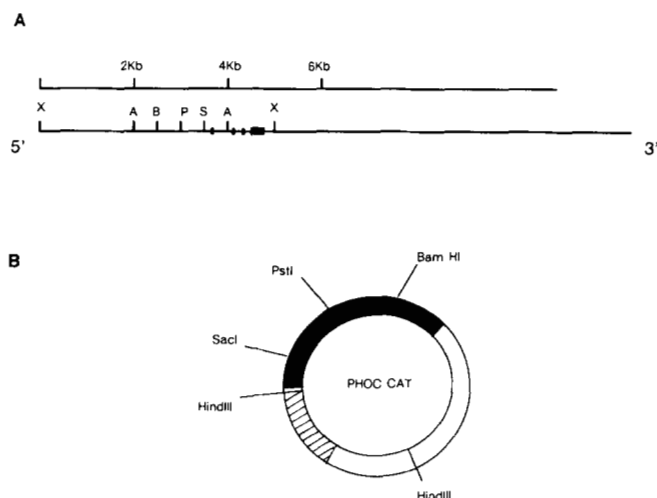 A
2Kb 4Kb 6Kb
X A B P S A X
5' 3'
B
Bam HI
PstI
SacI
PHOC CAT
HindIII
HindIII